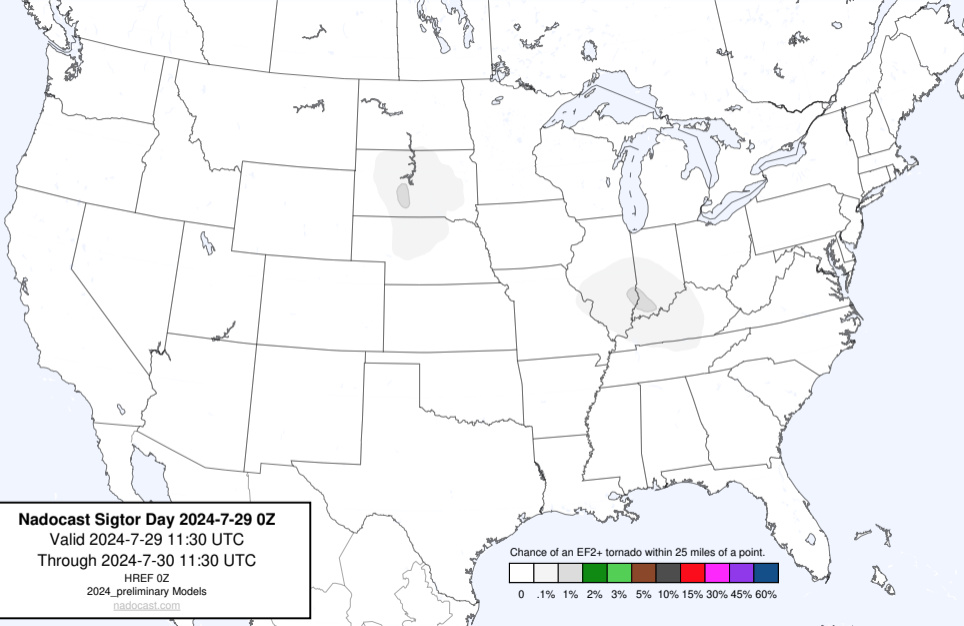 Nadocast Sigtor Day 2024-7-29 0Z
Valid 2024-7-29 11:30 UTC
Through 2024-7-30 11:30 UTC
HREF 0Z
2024_preliminary Models
nadocast.com
Chance of an EF2+ tornado within 25 miles of a point.
0 .1% 1% 2% 3% 5% 10% 15% 30% 45% 60%